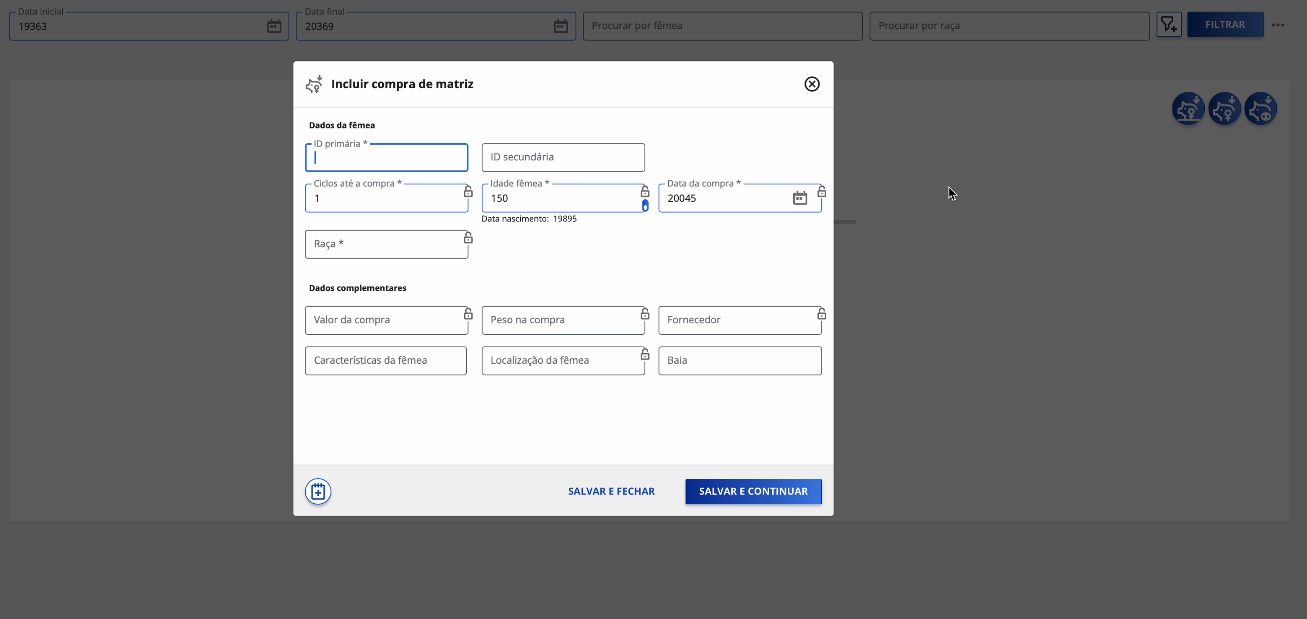 Data inicial
19363
Data final
20369
Procurar por fêmea
Procurar por raça
FILTRAR
Incluir compra de matriz
Dados da fêmea
ID primária *
ID secundária
Ciclos até a compra *
1
Idade fêmea *
150
Data da compra *
20045
Data nascimento: 19895
Raça *
Dados complementares
Valor da compra
Peso na compra
Fornecedor
Características da fêmea
Localização da fêmea
Baia
SALVAR E FECHAR
SALVAR E CONTINUAR